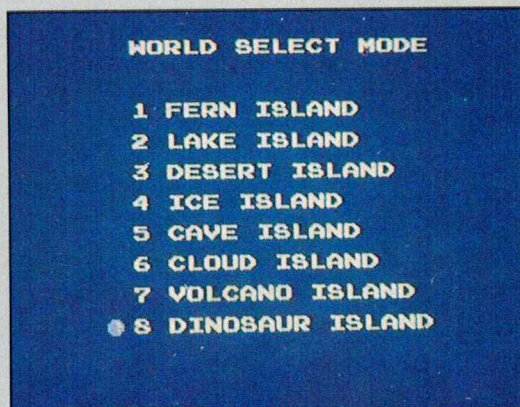 WORLD SELECT MODE
1 FERN ISLAND
2 LAKE ISLAND
3 DESERT ISLAND
4 ICE ISLAND
5 CAVE ISLAND
6 CLOUD ISLAND
7 VOLCANO ISLAND
8 DINOSAUR ISLAND